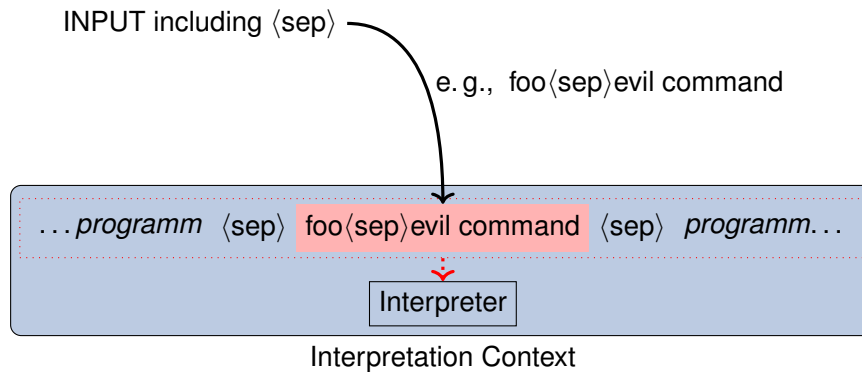 INPUT including ⟨sep⟩
e. g., foo⟨sep⟩evil command
. . . programm ⟨sep⟩ foo⟨sep⟩evil command ⟨sep⟩ programm. . .
Interpreter
Interpretation Context